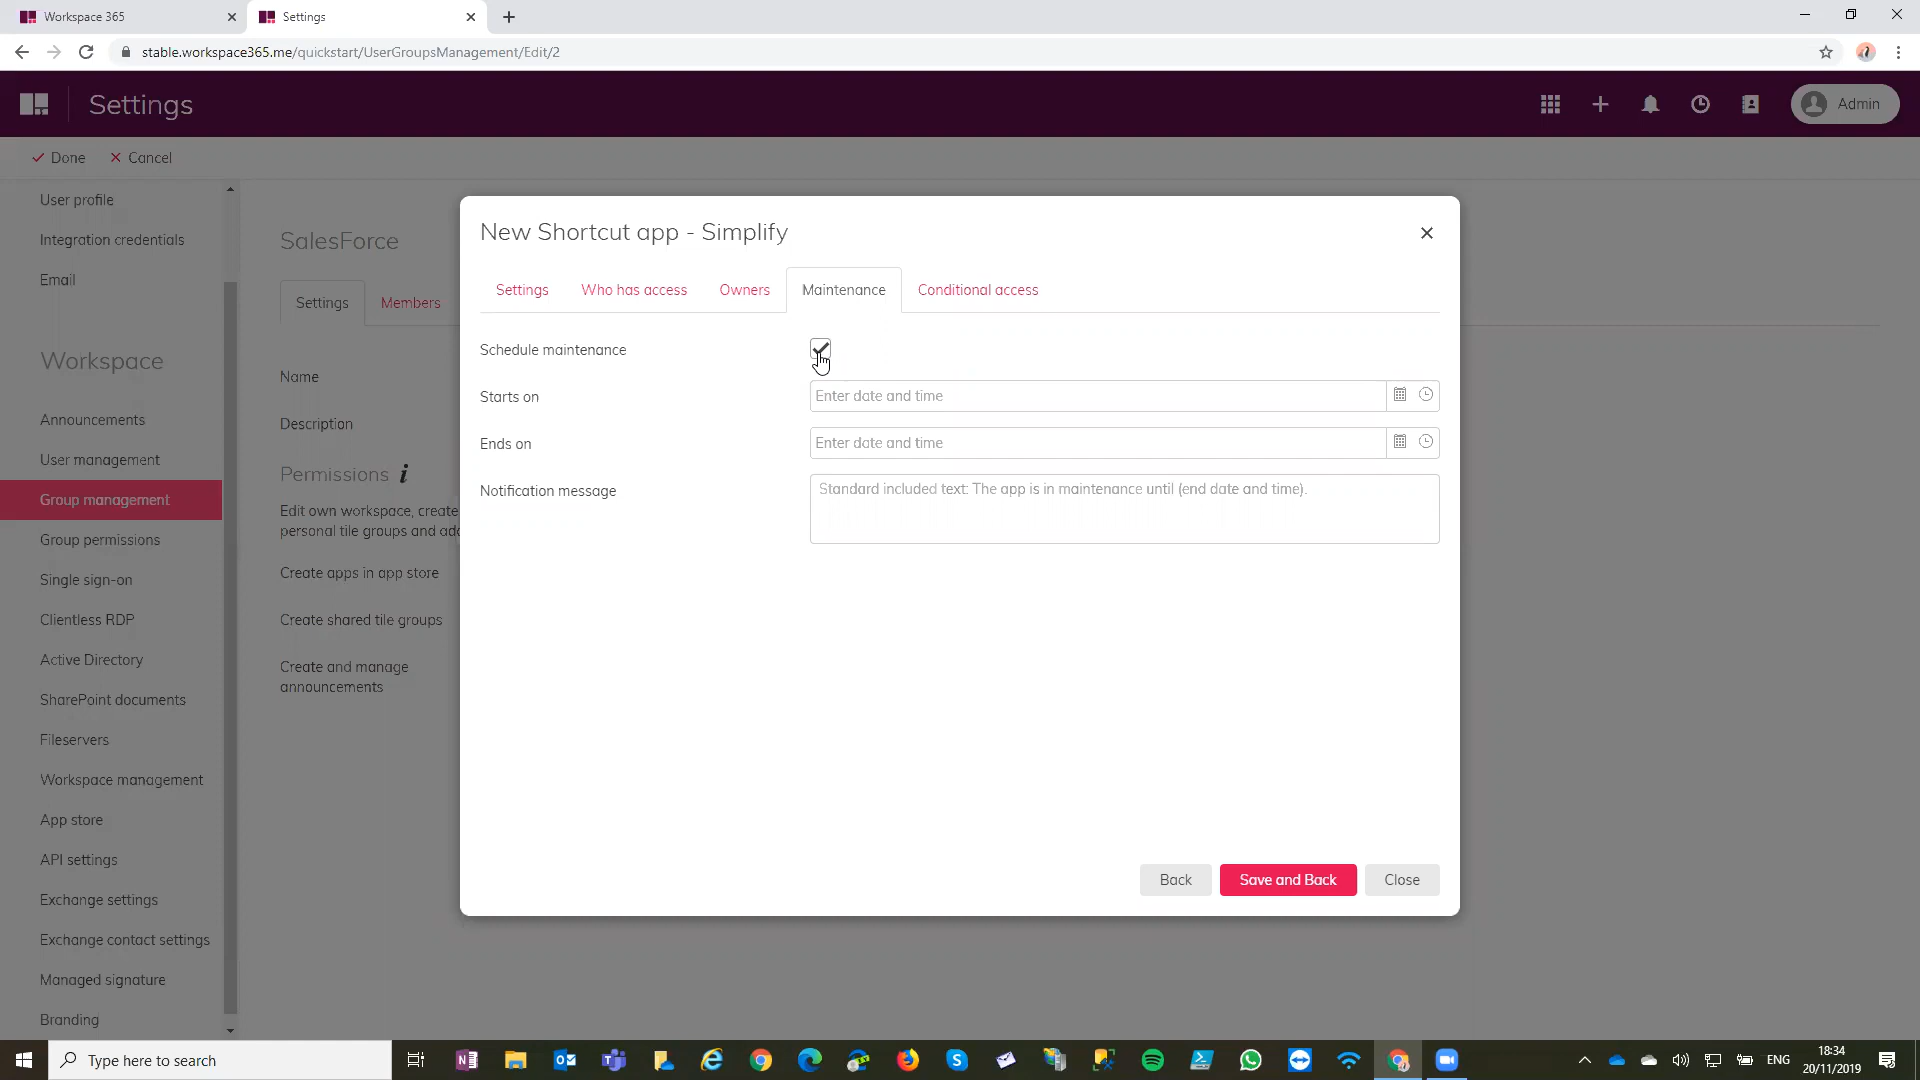 Workspace 365
Settings
stable.workspace365.me/quickstart/UserGroupsManagement/Edit/2
Settings
Admin
Done
Cancel
User profile
Integration credentials
Email
Workspace
Announcements
User management
Group management
Group permissions
Single sign-on
Clientless RDP
Active Directory
SharePoint documents
Fileservers
Workspace management
App store
API settings
Exchange settings
Exchange contact settings
Managed signature
Branding
SalesForce
Settings Members
Name
Description
Permissions i
Edit own workspace, create
personal tile groups and add
Create apps in app store
Create shared tile groups
Create and manage
announcements
New Shortcut app - Simplify
Settings Who has access Owners Maintenance Conditional access
Schedule maintenance
Starts on Enter date and time
Ends on Enter date and time
Notification message Standard included text: The app is in maintenance until (end date and time).
Back Save and Back Close
Type here to search
ENG
18:34
20/11/2019